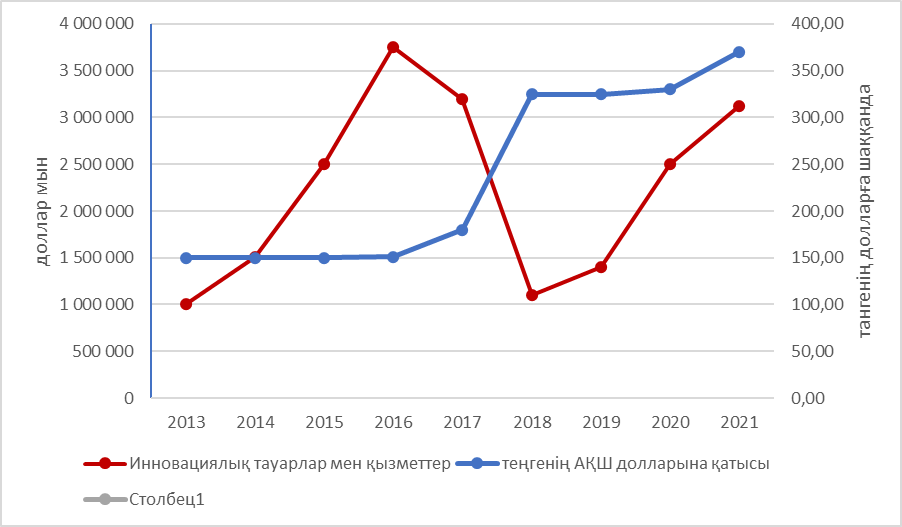 4 000 000
3 500 000
3 000 000
2 500 000
2 000 000
1 500 000
1 000 000
500 000
0
доллар мын
400,00
350,00
300,00
250,00
200,00
150,00
100,00
50,00
0,00
тангенің долларға шаққанда
2013 2014 2015 2016 2017 2018 2019 2020 2021
Инновациялық тауарлар мен қызметтер теңгенің АҚШ долларына қатысы
Столбец1